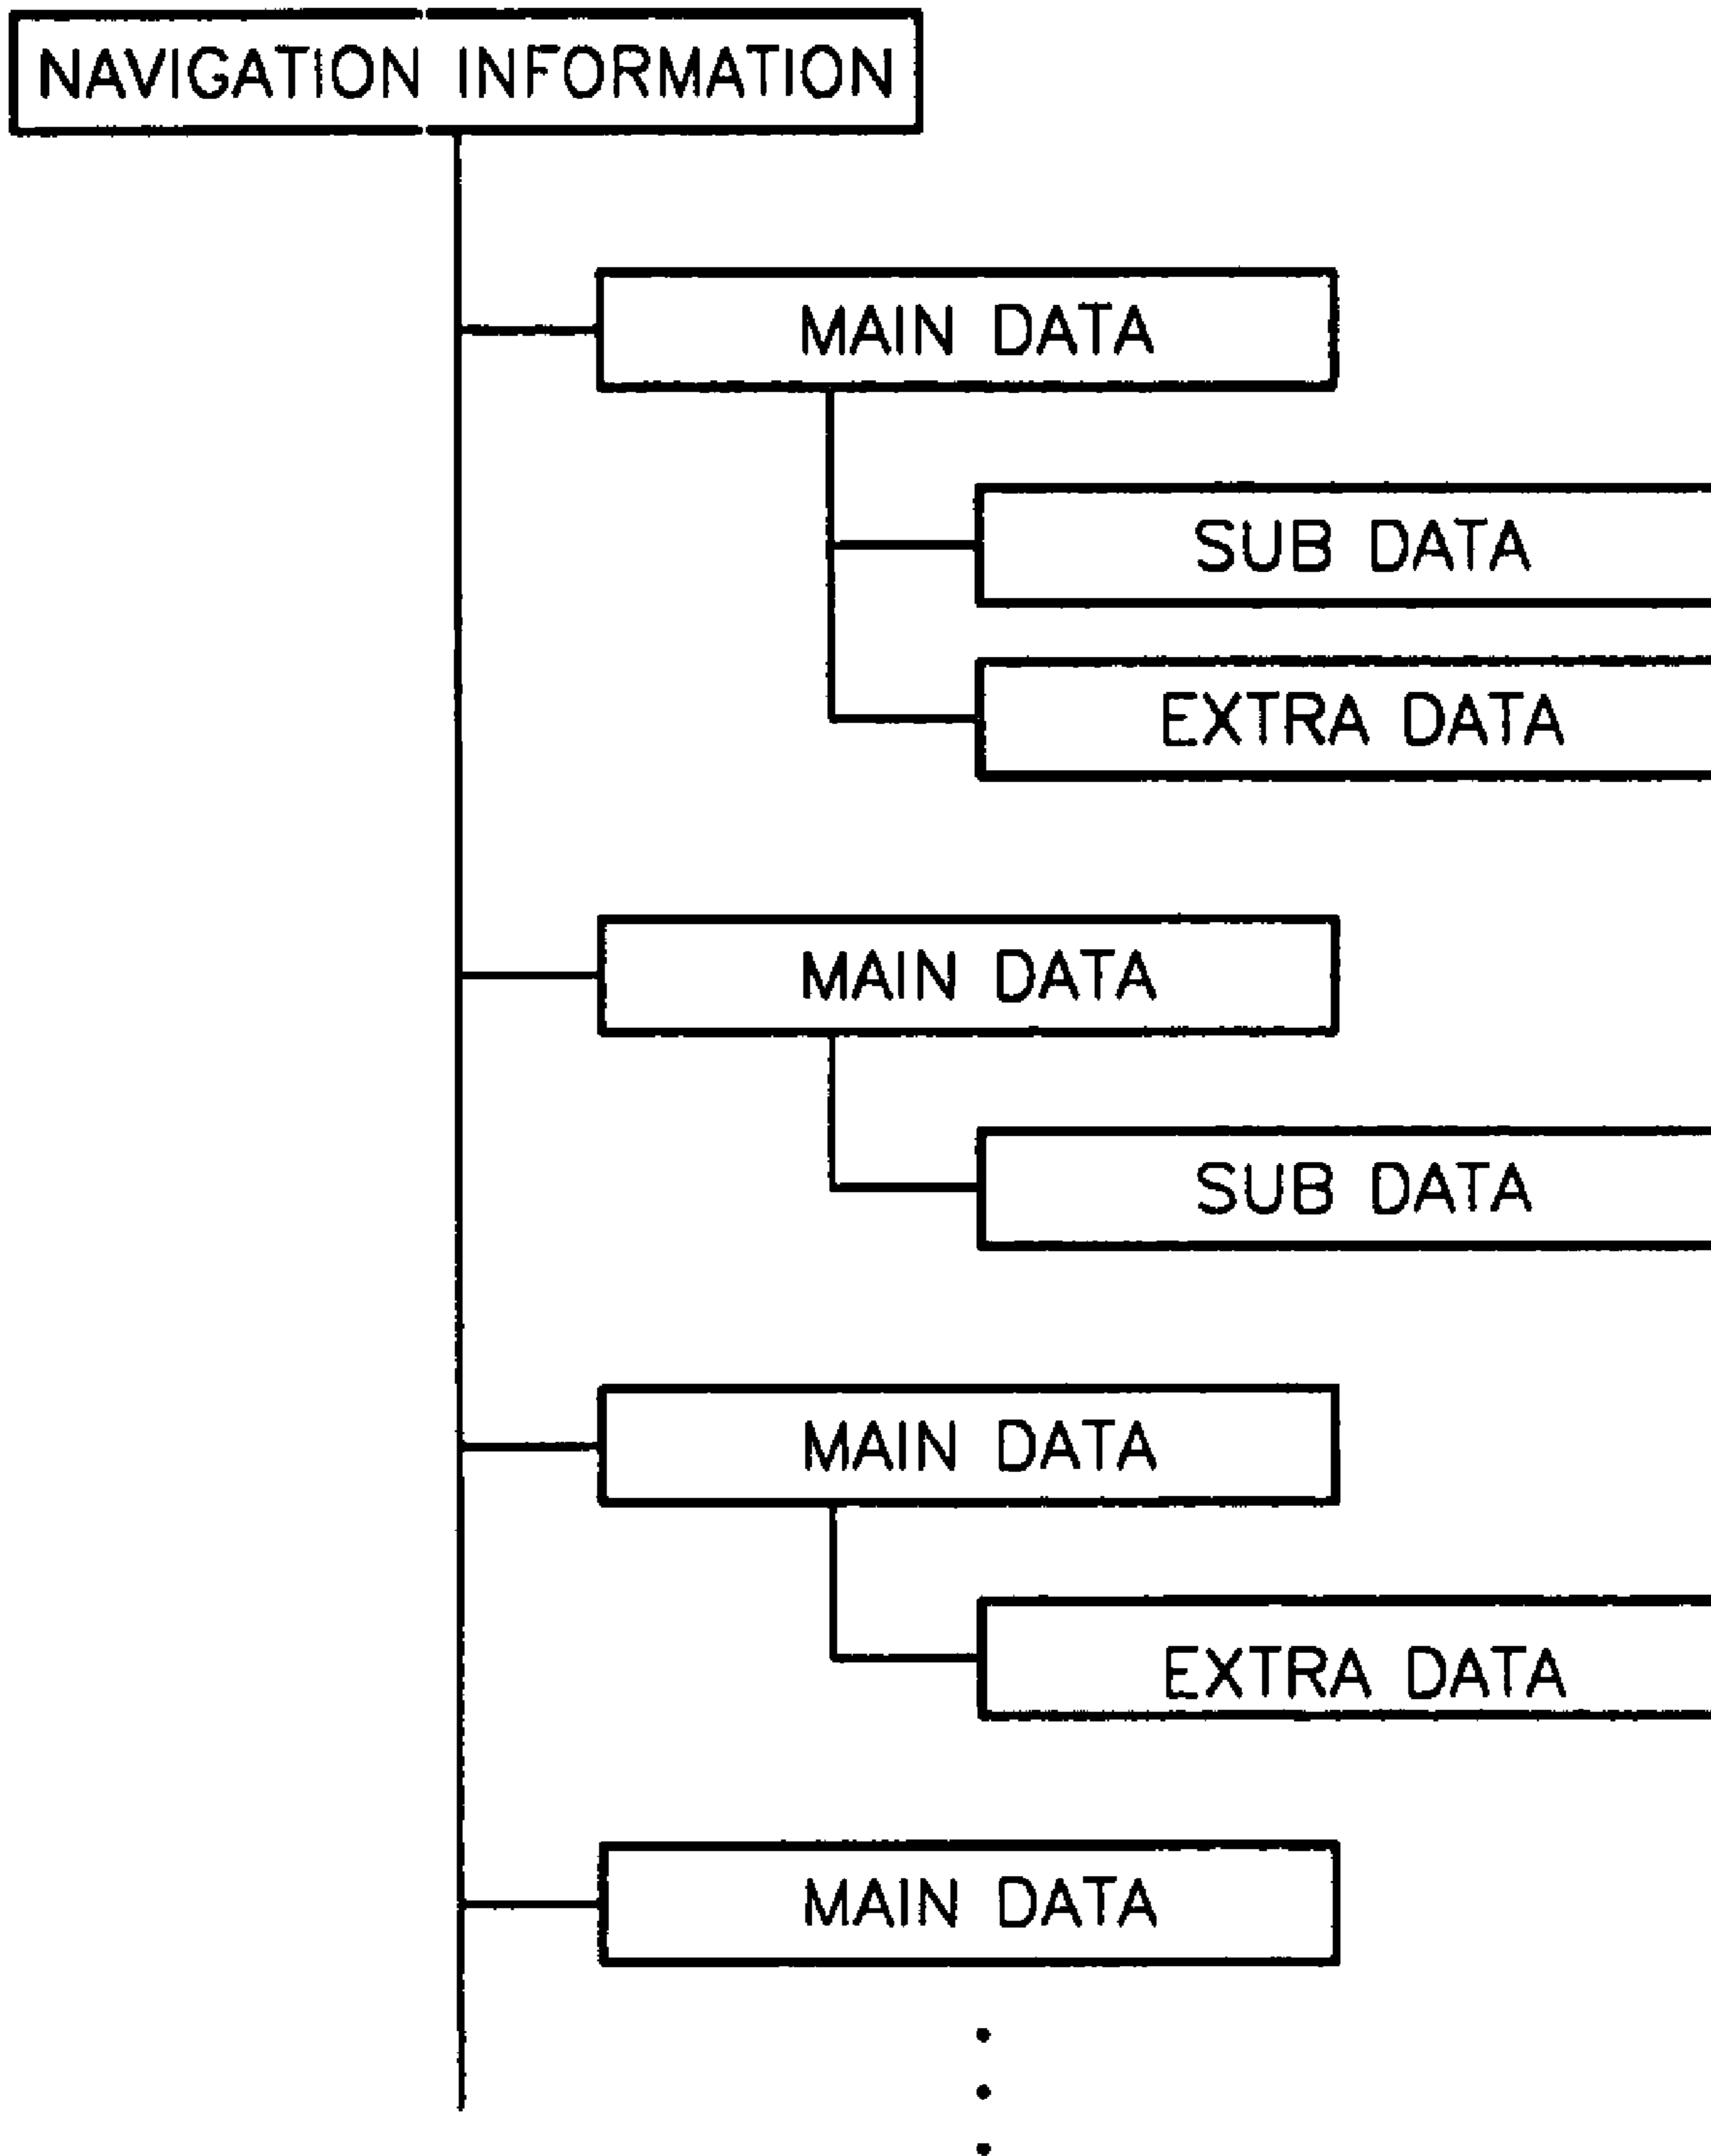 NAVIGATION INFORMATION
MAIN DATA
SUB DATA
EXTRA DATA
MAIN DATA
SUB DATA
MAIN DATA
EXTRA DATA
MAIN DATA